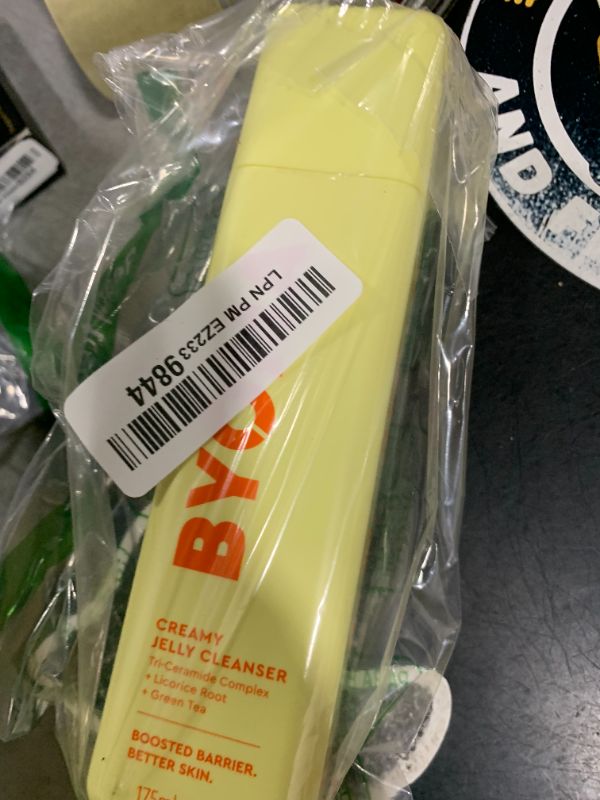 AND
LPN PM EZ233 9844
BYO
CREAMY
JELLY CLEANSER
Tri-Ceramide Complex
+ Licorice Root
+ Green Tea
BOOSTED BARRIER.
BETTER SKIN.